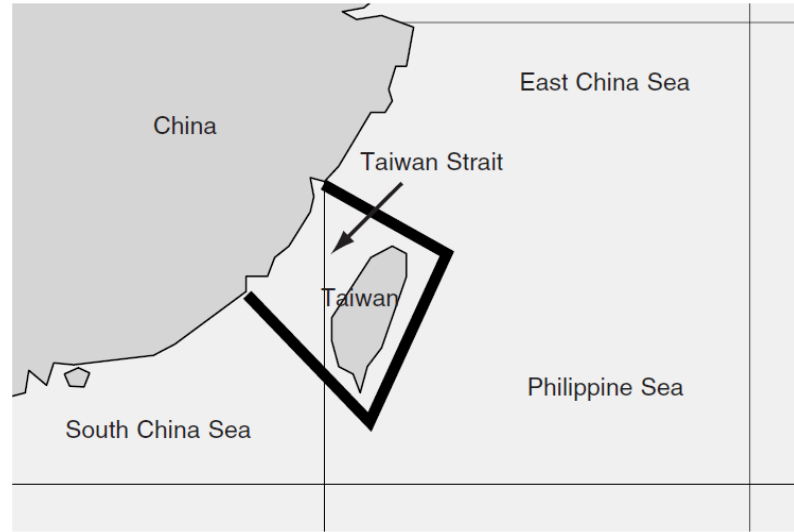 East China Sea
China
Taiwan Strait
Taiwan
Philippine Sea
South China Sea